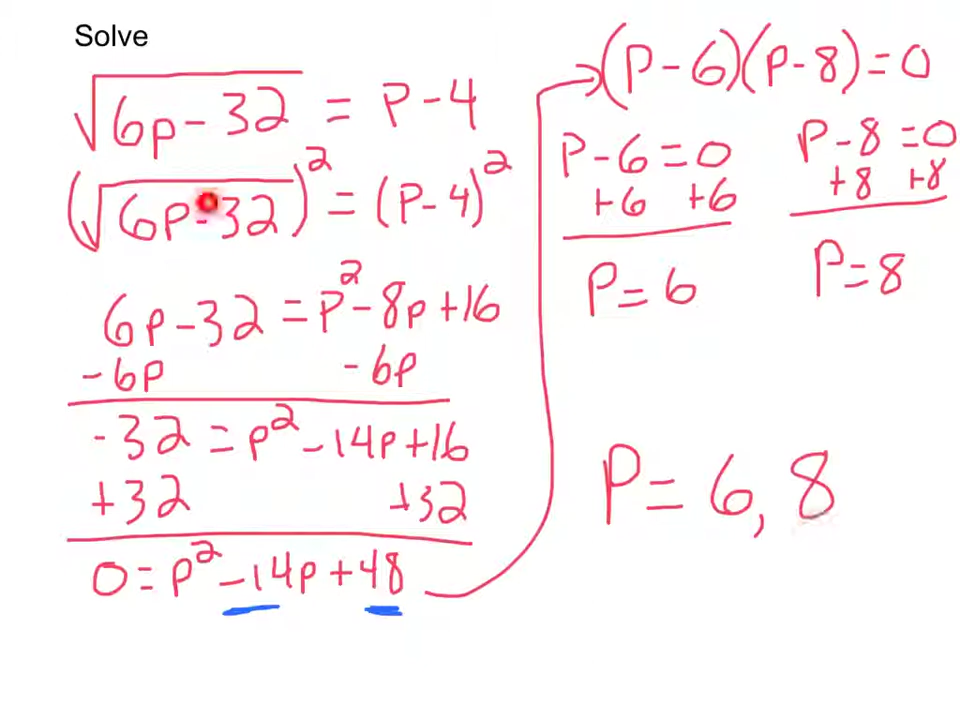 Solve
√6p-32 = p-4
(√6p-32)² = (p-4)²
6p-32 = p²-8p+16
-6p -6p
-32 = p²-14p+16
+32 +32
0 = p²-14p+48
(p-6)(p-8)=0
p-6=0 p-8=0
+6 +6 +8 +8
p=6 p=8
p= 6, 8